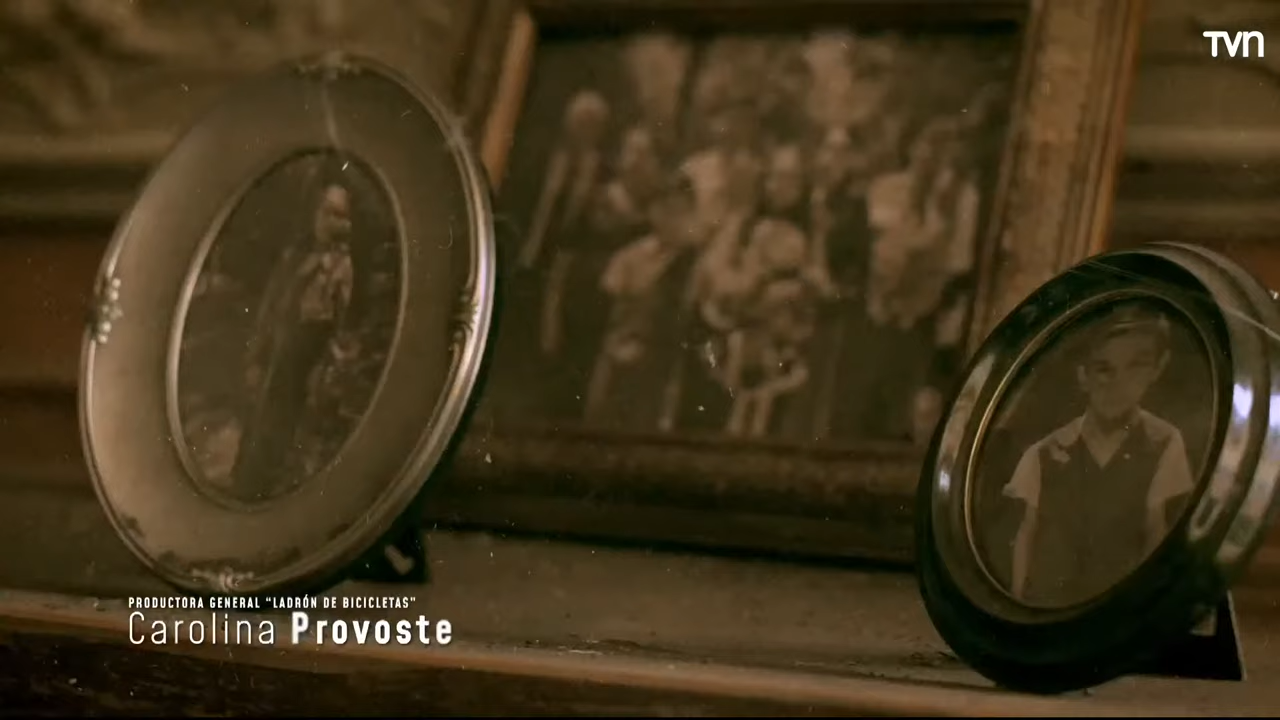 TVN
PRODUCTORA GENERAL "LADRÓN DE BICICLETAS"
Carolina Provoste